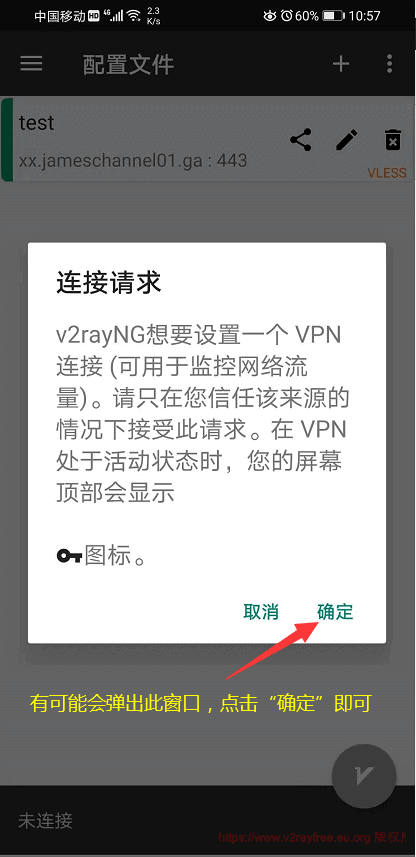 中国移动 HD 4G 2.3 K/s 60% 10:57
配置文件
test
xx.jameschannel01.ga : 443
VLESS
连接请求
v2rayNG想要设置一个 VPN
连接 (可用于监控网络流
量)。请只在您信任该来源的
情况下接受此请求。在 VPN
处于活动状态时，您的屏幕
顶部会显示
图标。
取消 确定
有可能会弹出此窗口，点击“确定”即可
未连接
https://www.v2rayfree.eu.org 版权